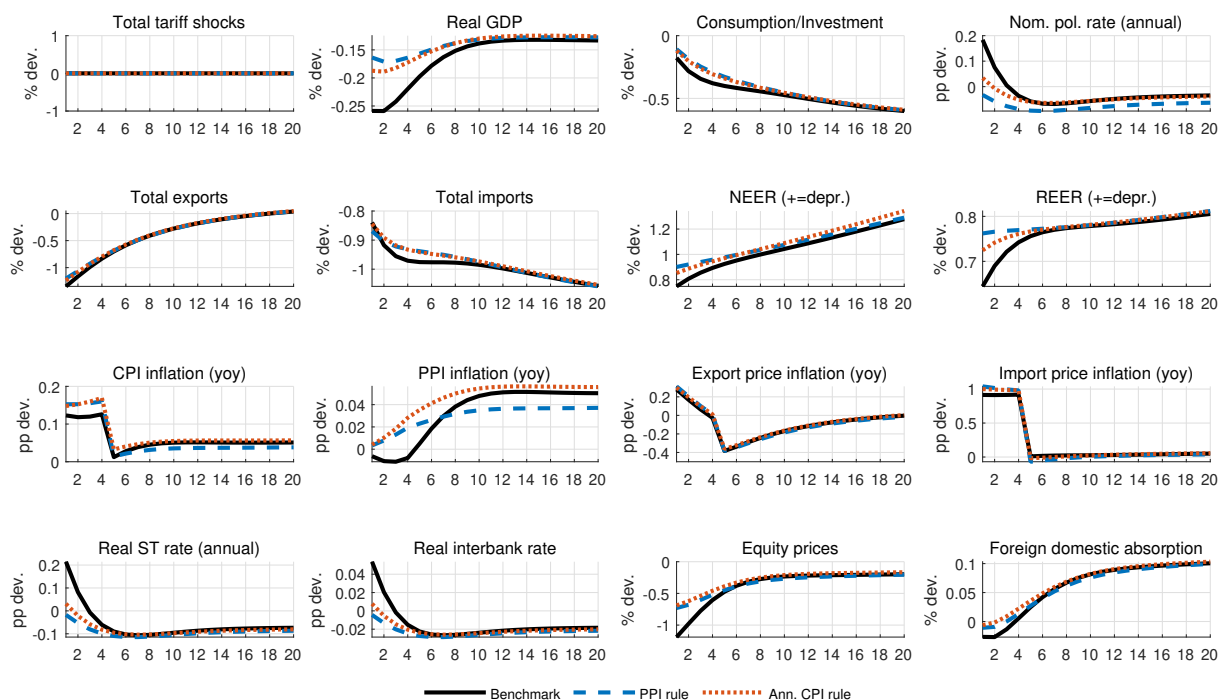 Total tariff shocks
% dev.
1
0
-1
2 4 6 8 10 12 14 16 18 20
Real GDP
% dev.
-0.15
-0.2
-0.25
2 4 6 8 10 12 14 16 18 20
Consumption/Investment
% dev.
0
-0.5
2 4 6 8 10 12 14 16 18 20
Nom. pol. rate (annual)
pp dev.
0.2
0.1
0
2 4 6 8 10 12 14 16 18 20
Total exports
% dev.
0
-0.5
-1
2 4 6 8 10 12 14 16 18 20
Total imports
% dev.
-0.8
-0.9
-1
2 4 6 8 10 12 14 16 18 20
NEER (+=depr.)
% dev.
1.2
1
0.8
2 4 6 8 10 12 14 16 18 20
REER (+=depr.)
% dev.
0.8
0.7
2 4 6 8 10 12 14 16 18 20
CPI inflation (yoy)
pp dev.
0.2
0.1
0
2 4 6 8 10 12 14 16 18 20
PPI inflation (yoy)
pp dev.
0.04
0.02
0
2 4 6 8 10 12 14 16 18 20
Export price inflation (yoy)
pp dev.
0.2
0
-0.2
-0.4
2 4 6 8 10 12 14 16 18 20
Import price inflation (yoy)
pp dev.
1
0.5
0
2 4 6 8 10 12 14 16 18 20
Real ST rate (annual)
pp dev.
0.2
0.1
0
-0.1
2 4 6 8 10 12 14 16 18 20
Real interbank rate
pp dev.
0.04
0.02
0
-0.02
2 4 6 8 10 12 14 16 18 20
Equity prices
% dev.
0
-0.5
-1
2 4 6 8 10 12 14 16 18 20
Foreign domestic absorption
% dev.
0.1
0.05
0
2 4 6 8 10 12 14 16 18 20
Benchmark PPI rule Ann. CPI rule